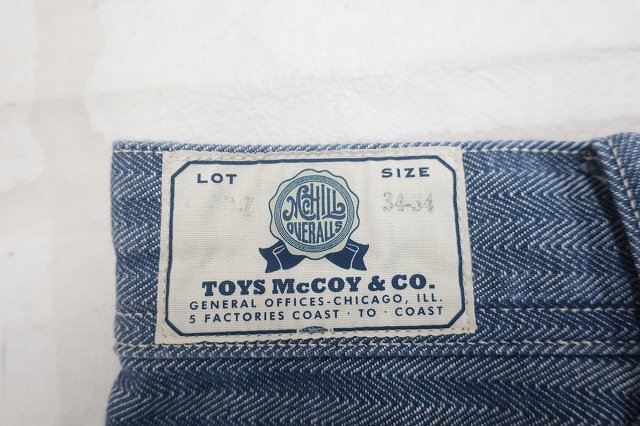 LOT
SIZE
34-34
McHILL
OVERALLS
TOYS McCOY & CO.
GENERAL OFFICES-CHICAGO, ILL.
5 FACTORIES COAST · TO · COAST